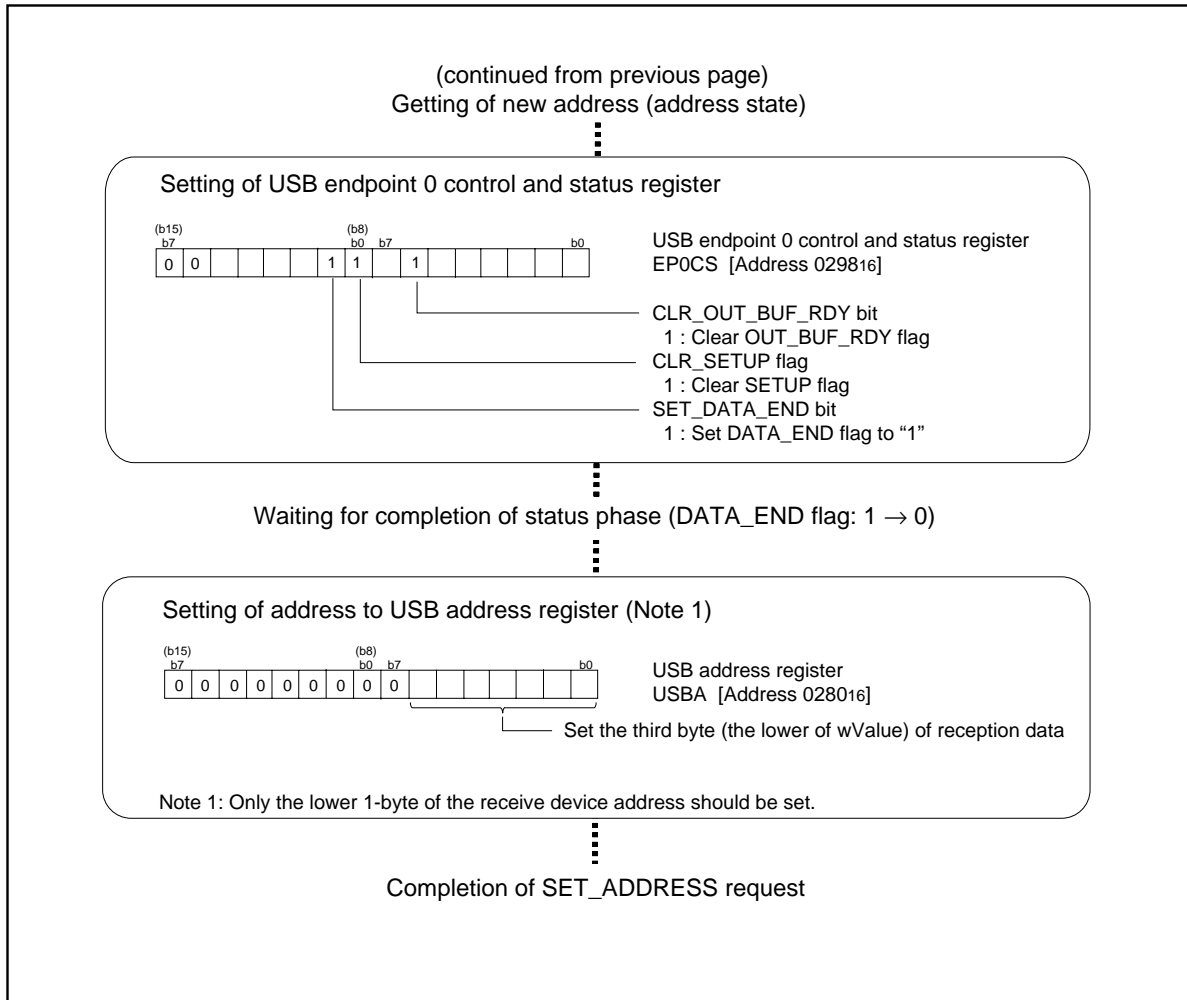 (continued from previous page)
Getting of new address (address state)
Setting of USB endpoint 0 control and status register
(b15) (b8)
b7 b0 b7 b0
0 0 1 1 1
USB endpoint 0 control and status register
EP0CS [Address 029816]
CLR_OUT_BUF_RDY bit
1 : Clear OUT_BUF_RDY flag
CLR_SETUP flag
1 : Clear SETUP flag
SET_DATA_END bit
1 : Set DATA_END flag to “1”
Waiting for completion of status phase (DATA_END flag: 1 → 0)
Setting of address to USB address register (Note 1)
(b15) (b8)
b7 b0 b7 b0
0 0 0 0 0 0 0 0 0
USB address register
USBA [Address 028016]
Set the third byte (the lower of wValue) of reception data
Note 1: Only the lower 1-byte of the receive device address should be set.
Completion of SET_ADDRESS request